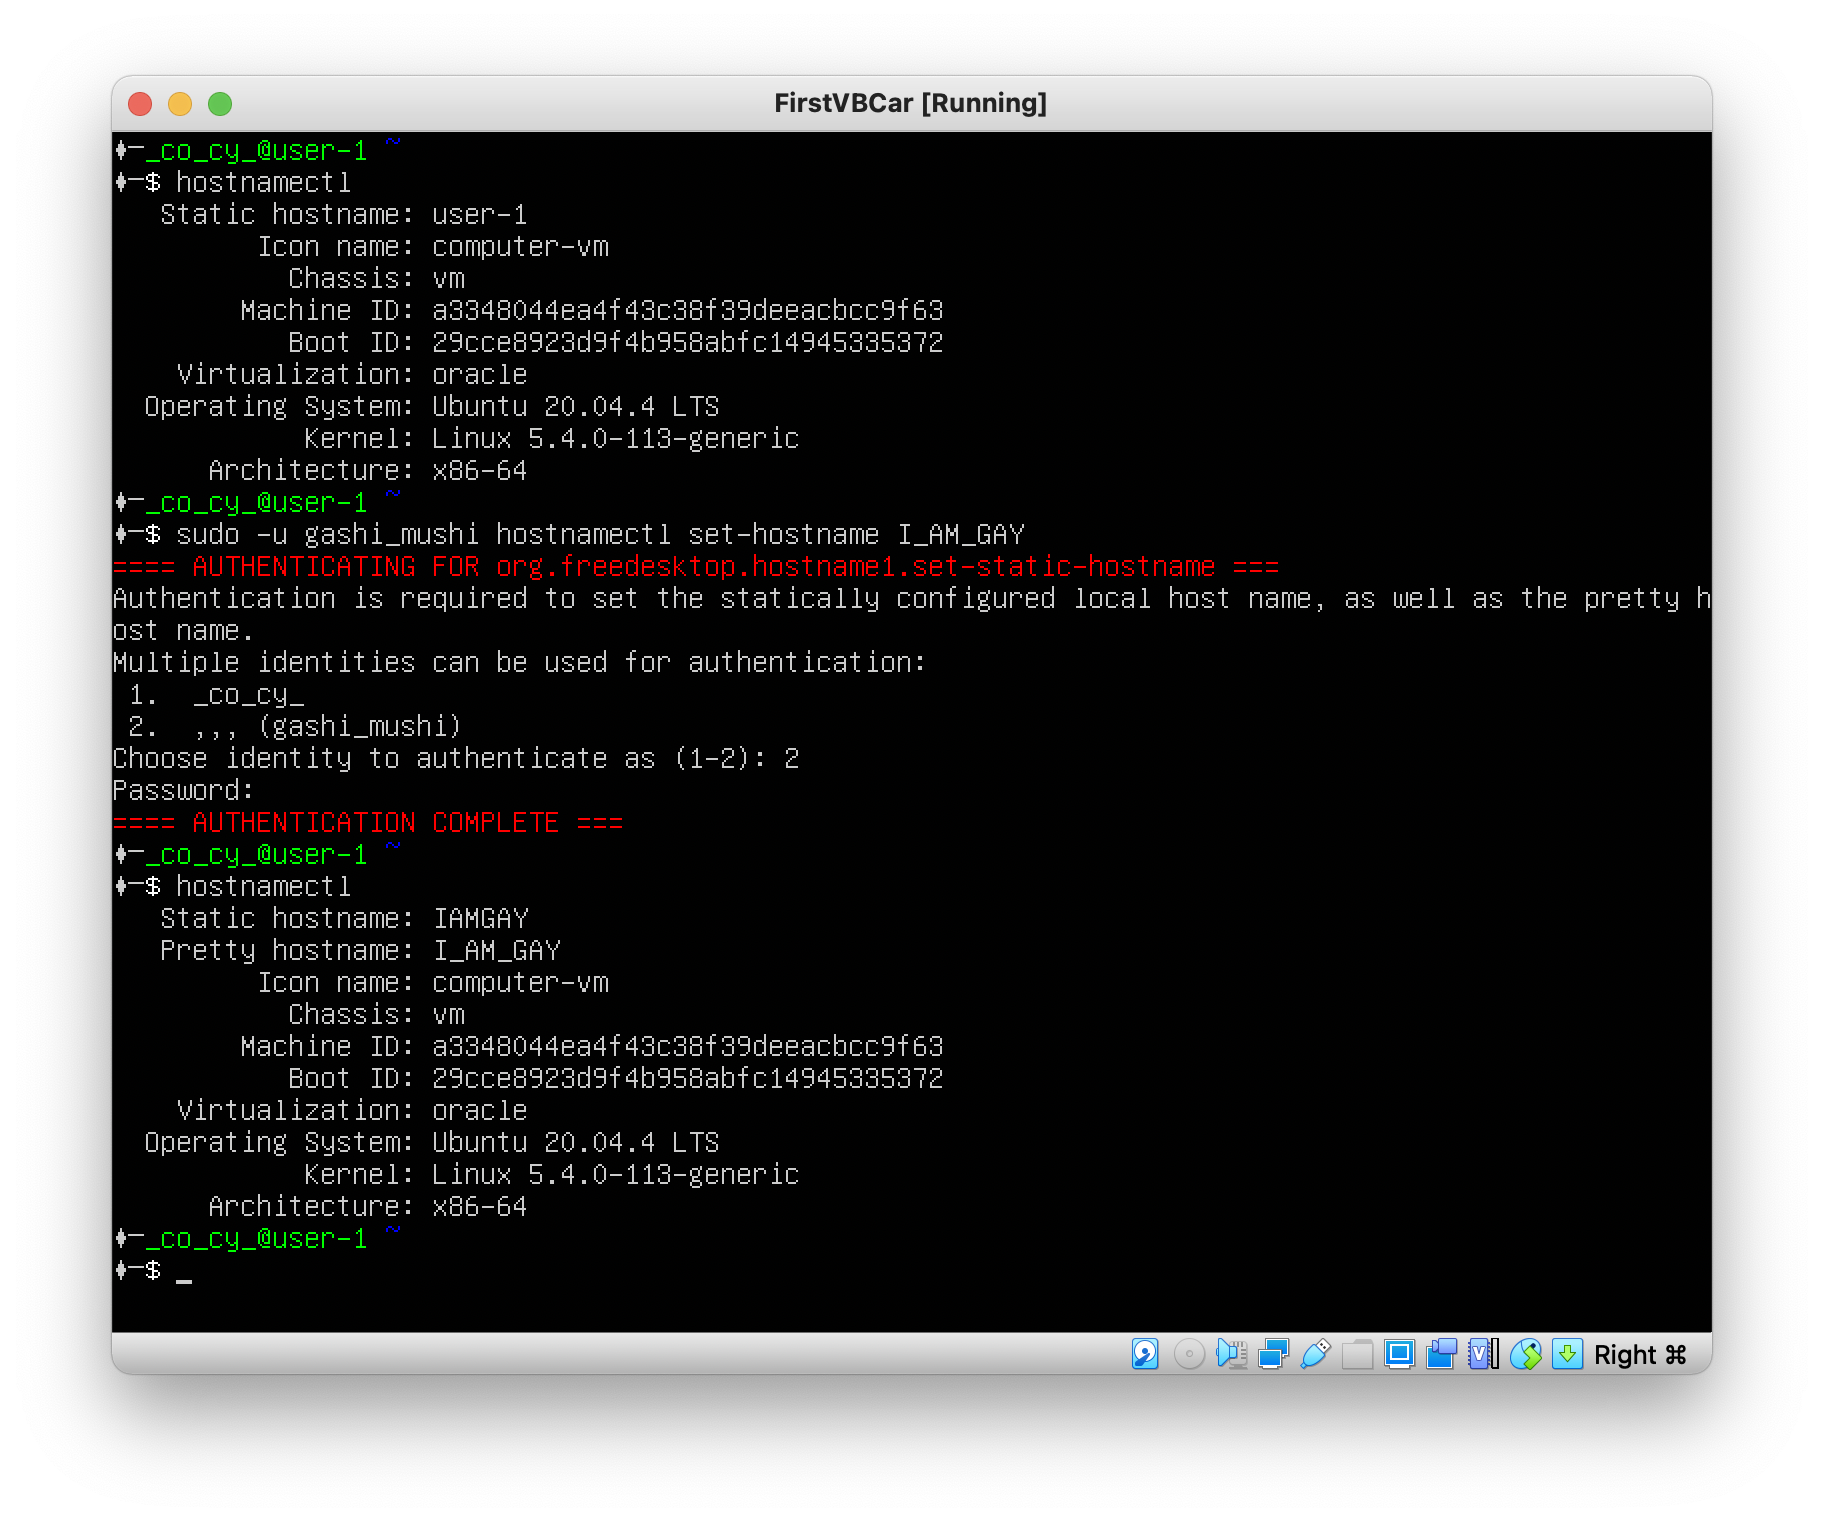 FirstVBCar [Running]
♦─_co_cy_@user-1 ~
♦─$ hostnamectl
   Static hostname: user-1
         Icon name: computer-vm
           Chassis: vm
        Machine ID: a3348044ea4f43c38f39deeacbcc9f63
           Boot ID: 29cce8923d9f4b958abfc14945335372
    Virtualization: oracle
  Operating System: Ubuntu 20.04.4 LTS
            Kernel: Linux 5.4.0-113-generic
      Architecture: x86-64
♦─_co_cy_@user-1 ~
♦─$ sudo -u gashi_mushi hostnamectl set-hostname I_AM_GAY
==== AUTHENTICATING FOR org.freedesktop.hostname1.set-static-hostname ===
Authentication is required to set the statically configured local host name, as well as the pretty h
ost name.
Multiple identities can be used for authentication:
 1.  _co_cy_
 2.  ,,, (gashi_mushi)
Choose identity to authenticate as (1-2): 2
Password:
==== AUTHENTICATION COMPLETE ===
♦─_co_cy_@user-1 ~
♦─$ hostnamectl
   Static hostname: IAMGAY
   Pretty hostname: I_AM_GAY
         Icon name: computer-vm
           Chassis: vm
        Machine ID: a3348044ea4f43c38f39deeacbcc9f63
           Boot ID: 29cce8923d9f4b958abfc14945335372
    Virtualization: oracle
  Operating System: Ubuntu 20.04.4 LTS
            Kernel: Linux 5.4.0-113-generic
      Architecture: x86-64
♦─_co_cy_@user-1 ~
♦─$ _
Right ⌘